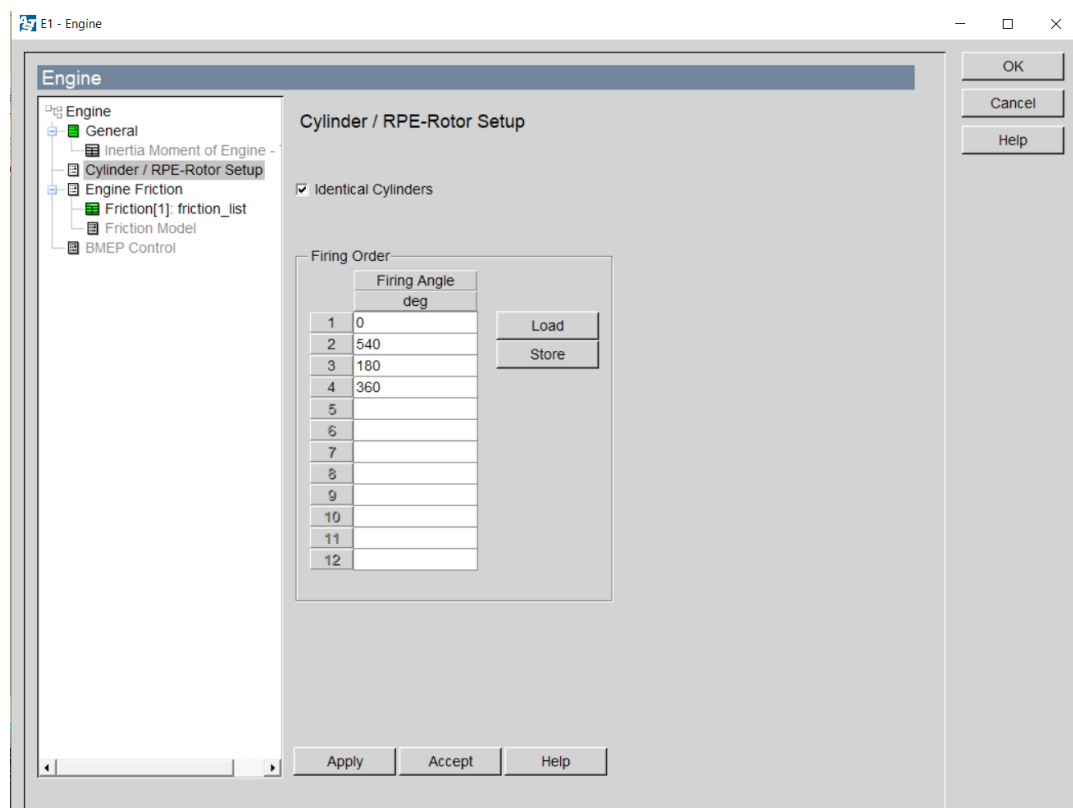 E1 - Engine
OK
Cancel
Help
Engine
Engine
General
Inertia Moment of Engine -
Cylinder / RPE-Rotor Setup
Engine Friction
Friction[1]: friction_list
Friction Model
BMEP Control
Cylinder / RPE-Rotor Setup
Identical Cylinders
Firing Order
Firing Angle
deg
1 0
2 540
3 180
4 360
5
6
7
8
9
10
11
12
Load
Store
Apply Accept Help